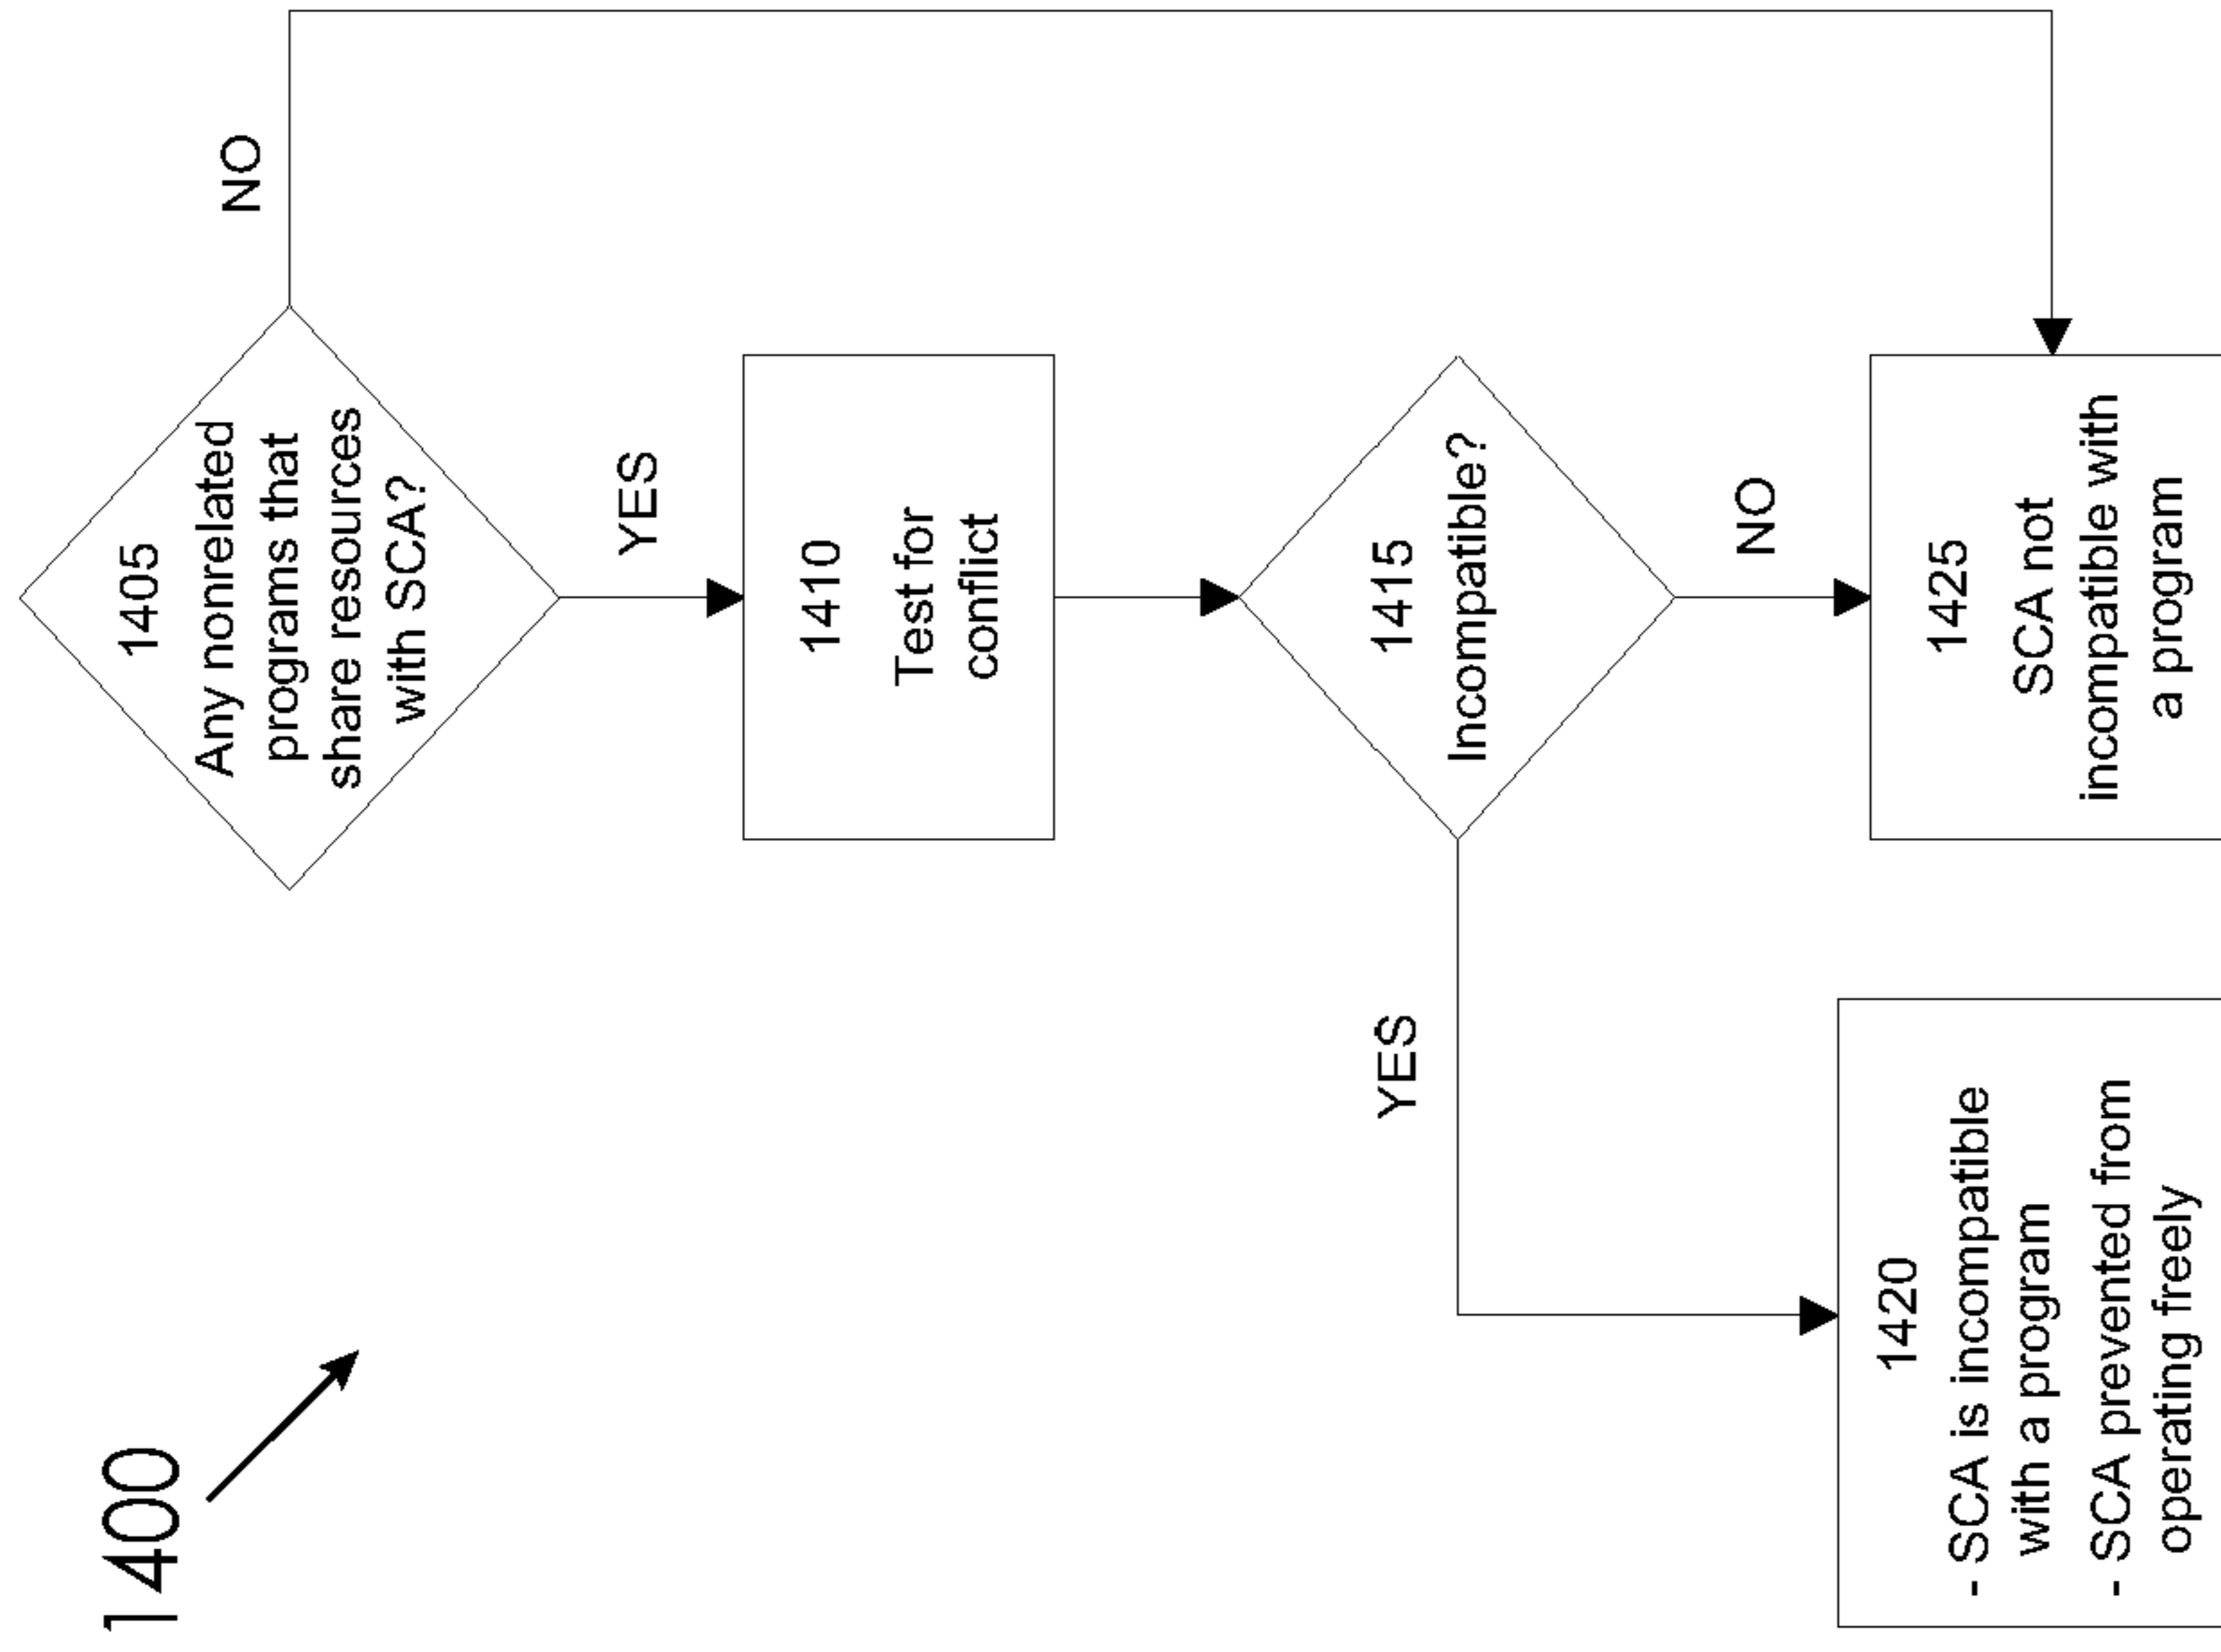 1400
1405
Any nonrelated
programs that
share resources
with SCA?
NO
YES
1410
Test for
conflict
1415
Incompatible?
YES
NO
1420
- SCA is incompatible
with a program
- SCA prevented from
operating freely
1425
SCA not
incompatible with
a program